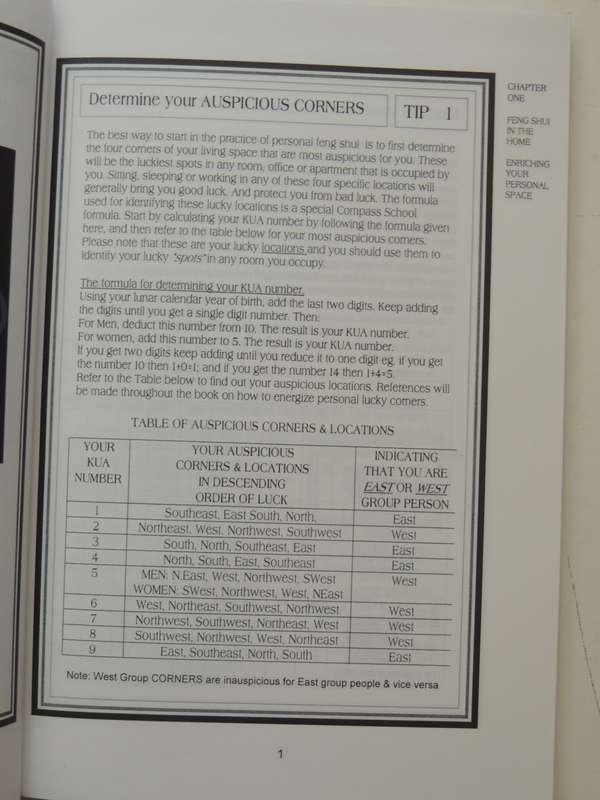 Determine your AUSPICIOUS CORNERS
TIP 1
The best way to start in the practice of personal feng shui is to first determine
the four corners of your living space that are most auspicious for you. These
will be the luckiest spots in any room, office or apartment that is occupied by
you. Sitting, sleeping or working in any of these four specific locations will
generally bring you good luck. And protect you from bad luck. The formula
used for identifying these lucky locations is a special Compass School
formula. Start by calculating your KUA number by following the formula given
here, and then refer to the table below for your most auspicious corners.
Please note that these are your lucky locations and you should use them to
identify your lucky "spots" in any room you occupy.
The formula for determining your KUA number.
Using your lunar calendar year of birth, add the last two digits. Keep adding
the digits until you get a single digit number. Then:
For Men, deduct this number from 10. The result is your KUA number.
For women, add this number to 5. The result is your KUA number.
If you get two digits keep adding until you reduce it to one digit eg. if you get
the number 10 then 1+0=1; and if you get the number 14 then 1+4=5.
Refer to the Table below to find out your auspicious locations. References will
be made throughout the book on how to energize personal lucky corners.
TABLE OF AUSPICIOUS CORNERS & LOCATIONS
YOUR KUA NUMBER
YOUR AUSPICIOUS CORNERS & LOCATIONS IN DESCENDING ORDER OF LUCK
INDICATING THAT YOU ARE EAST OR WEST GROUP PERSON
1 Southeast, East South, North, East
2 Northeast. West. Northwest. Southwest West
3 South, North, Southeast, East East
4 North, South, East, Southeast East
5 MEN: N.East, West, Northwest, SWest West
WOMEN: SWest, Northwest, West, NEast
6 West, Northeast, Southwest, Northwest West
7 Northwest, Southwest, Northeast, West West
8 Southwest, Northwest, West, Northeast West
9 East, Southeast, North, South East
Note: West Group CORNERS are inauspicious for East group people & vice versa
1
CHAPTER
ONE
FENG SHUI
IN THE
HOME
ENRICHING
YOUR
PERSONAL
SPACE